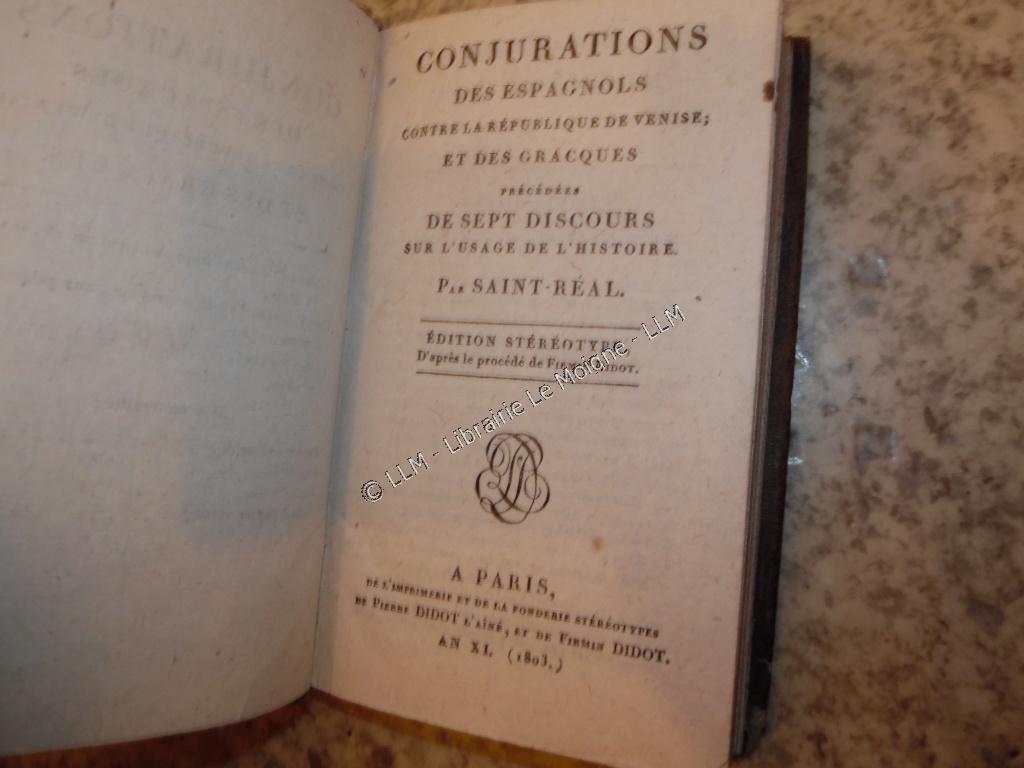 CONJURATIONS
DES ESPAGNOLS
CONTRE LA RÉPUBLIQUE DE VENISE;
ET DES GRACQUES
PRÉCÉDÉES
DE SEPT DISCOURS
SUR L'USAGE DE L'HISTOIRE.
PAR SAINT-RÉAL.
ÉDITION STÉRÉOTYPE,
D'après le procédé de FIRMIN DIDOT.
© LLM - Librairie Le Moigne - LLM
A PARIS,
DE L'IMPRIMERIE ET DE LA FONDERIE STÉRÉOTYPES
DE PIERRE DIDOT L'AÎNÉ, ET DE FIRMIN DIDOT.
AN XI. (1803.)